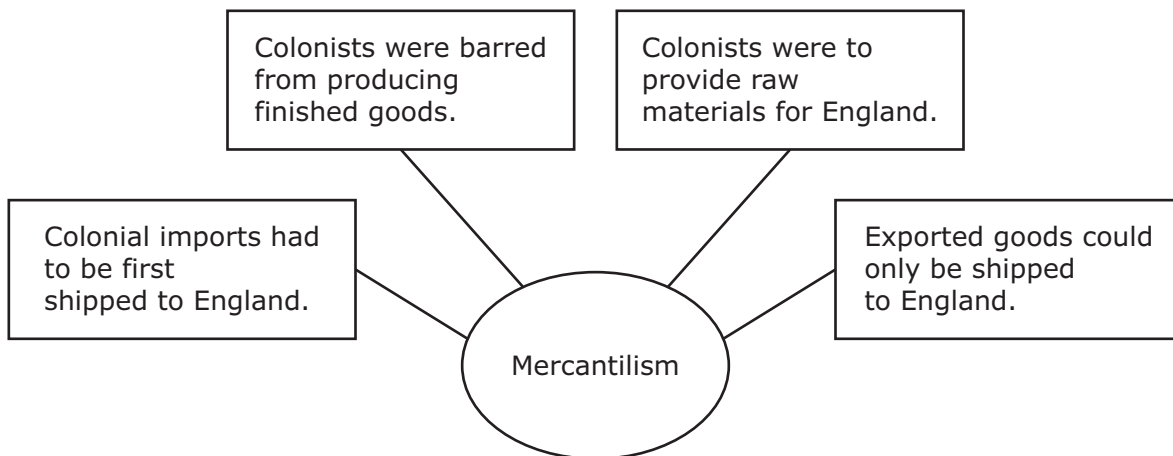 Colonists were barred
from producing
finished goods.
Colonists were to
provide raw
materials for England.
Colonial imports had
to be first
shipped to England.
Exported goods could
only be shipped
to England.
Mercantilism